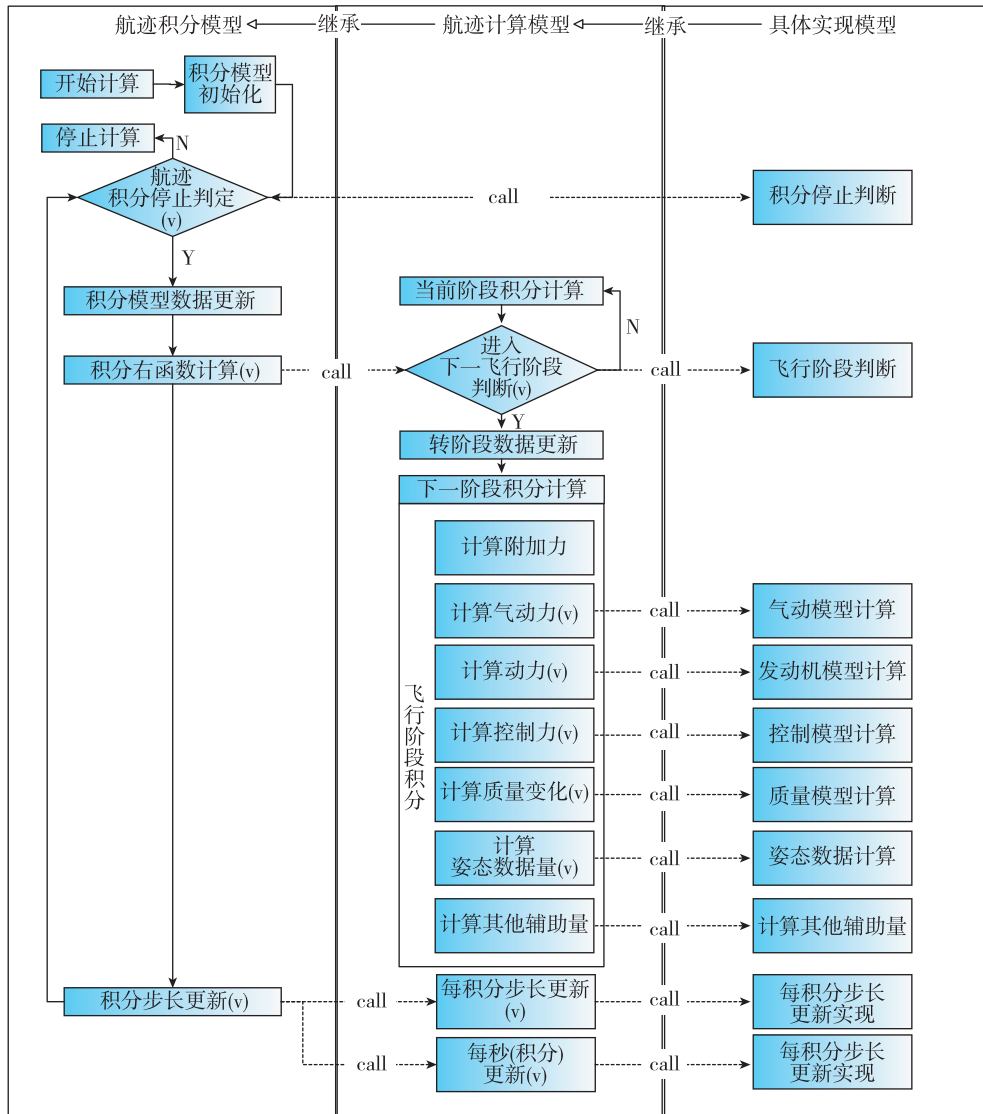 航迹积分模型
继承
航迹计算模型
继承
具体实现模型
开始计算
积分模型
初始化
停止计算
N
航迹
积分停止判定
(v)
call
积分停止判断
Y
积分模型数据更新
当前阶段积分计算
N
积分右函数计算(v)
call
进入
下一飞行阶段
判断(v)
call
飞行阶段判断
Y
转阶段数据更新
下一阶段积分计算
飞行阶段积分
计算附加力
计算气动力(v)
call
气动模型计算
计算动力(v)
call
发动机模型计算
计算控制力(v)
call
控制模型计算
计算质量变化(v)
call
质量模型计算
计算
姿态数据量(v)
call
姿态数据计算
计算其他辅助量
call
计算其他辅助量
积分步长更新(v)
call
每积分步长更新
(v)
call
每积分步长
更新实现
call
每秒(积分)
更新(v)
call
每积分步长
更新实现